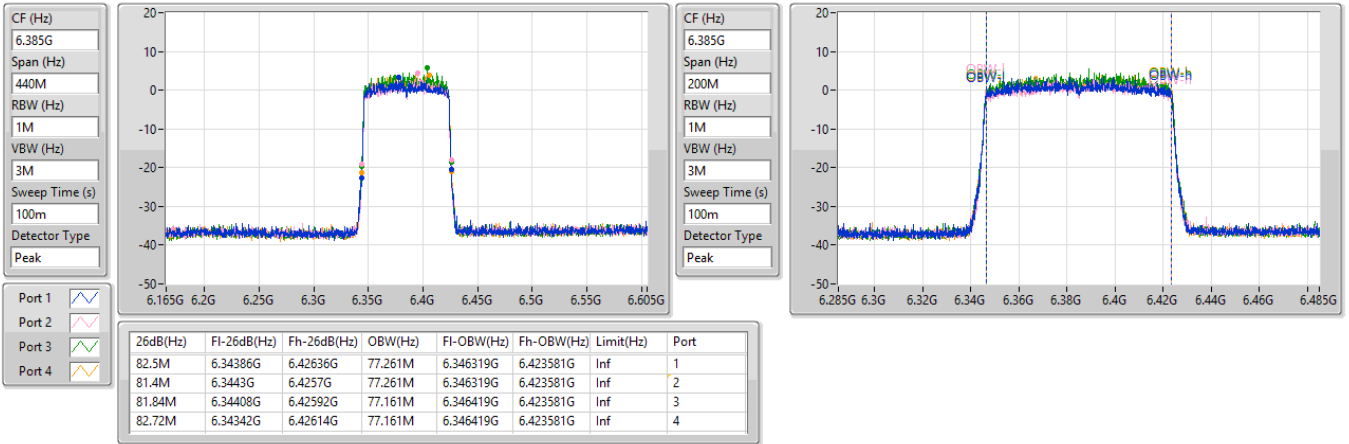 CF (Hz)
6.385G
Span (Hz)
440M
RBW (Hz)
1M
VBW (Hz)
3M
Sweep Time (s)
100m
Detector Type
Peak
20
10
0
-10
-20
-30
-40
-50
6.165G 6.2G 6.25G 6.3G 6.35G 6.4G 6.45G 6.5G 6.55G 6.605G
CF (Hz)
6.385G
Span (Hz)
200M
RBW (Hz)
1M
VBW (Hz)
3M
Sweep Time (s)
100m
Detector Type
Peak
20
10
0
-10
-20
-30
-40
-50
OBW-l OBW-h
6.285G 6.3G 6.32G 6.34G 6.36G 6.38G 6.4G 6.42G 6.44G 6.46G 6.485G
Port 1
Port 2
Port 3
Port 4
26dB(Hz) Fl-26dB(Hz) Fh-26dB(Hz) OBW(Hz) Fl-OBW(Hz) Fh-OBW(Hz) Limit(Hz) Port
82.5M 6.34386G 6.42636G 77.261M 6.346319G 6.423581G Inf 1
81.4M 6.3443G 6.4257G 77.261M 6.346319G 6.423581G Inf 2
81.84M 6.34408G 6.42592G 77.161M 6.346419G 6.423581G Inf 3
82.72M 6.34342G 6.42614G 77.161M 6.346419G 6.423581G Inf 4